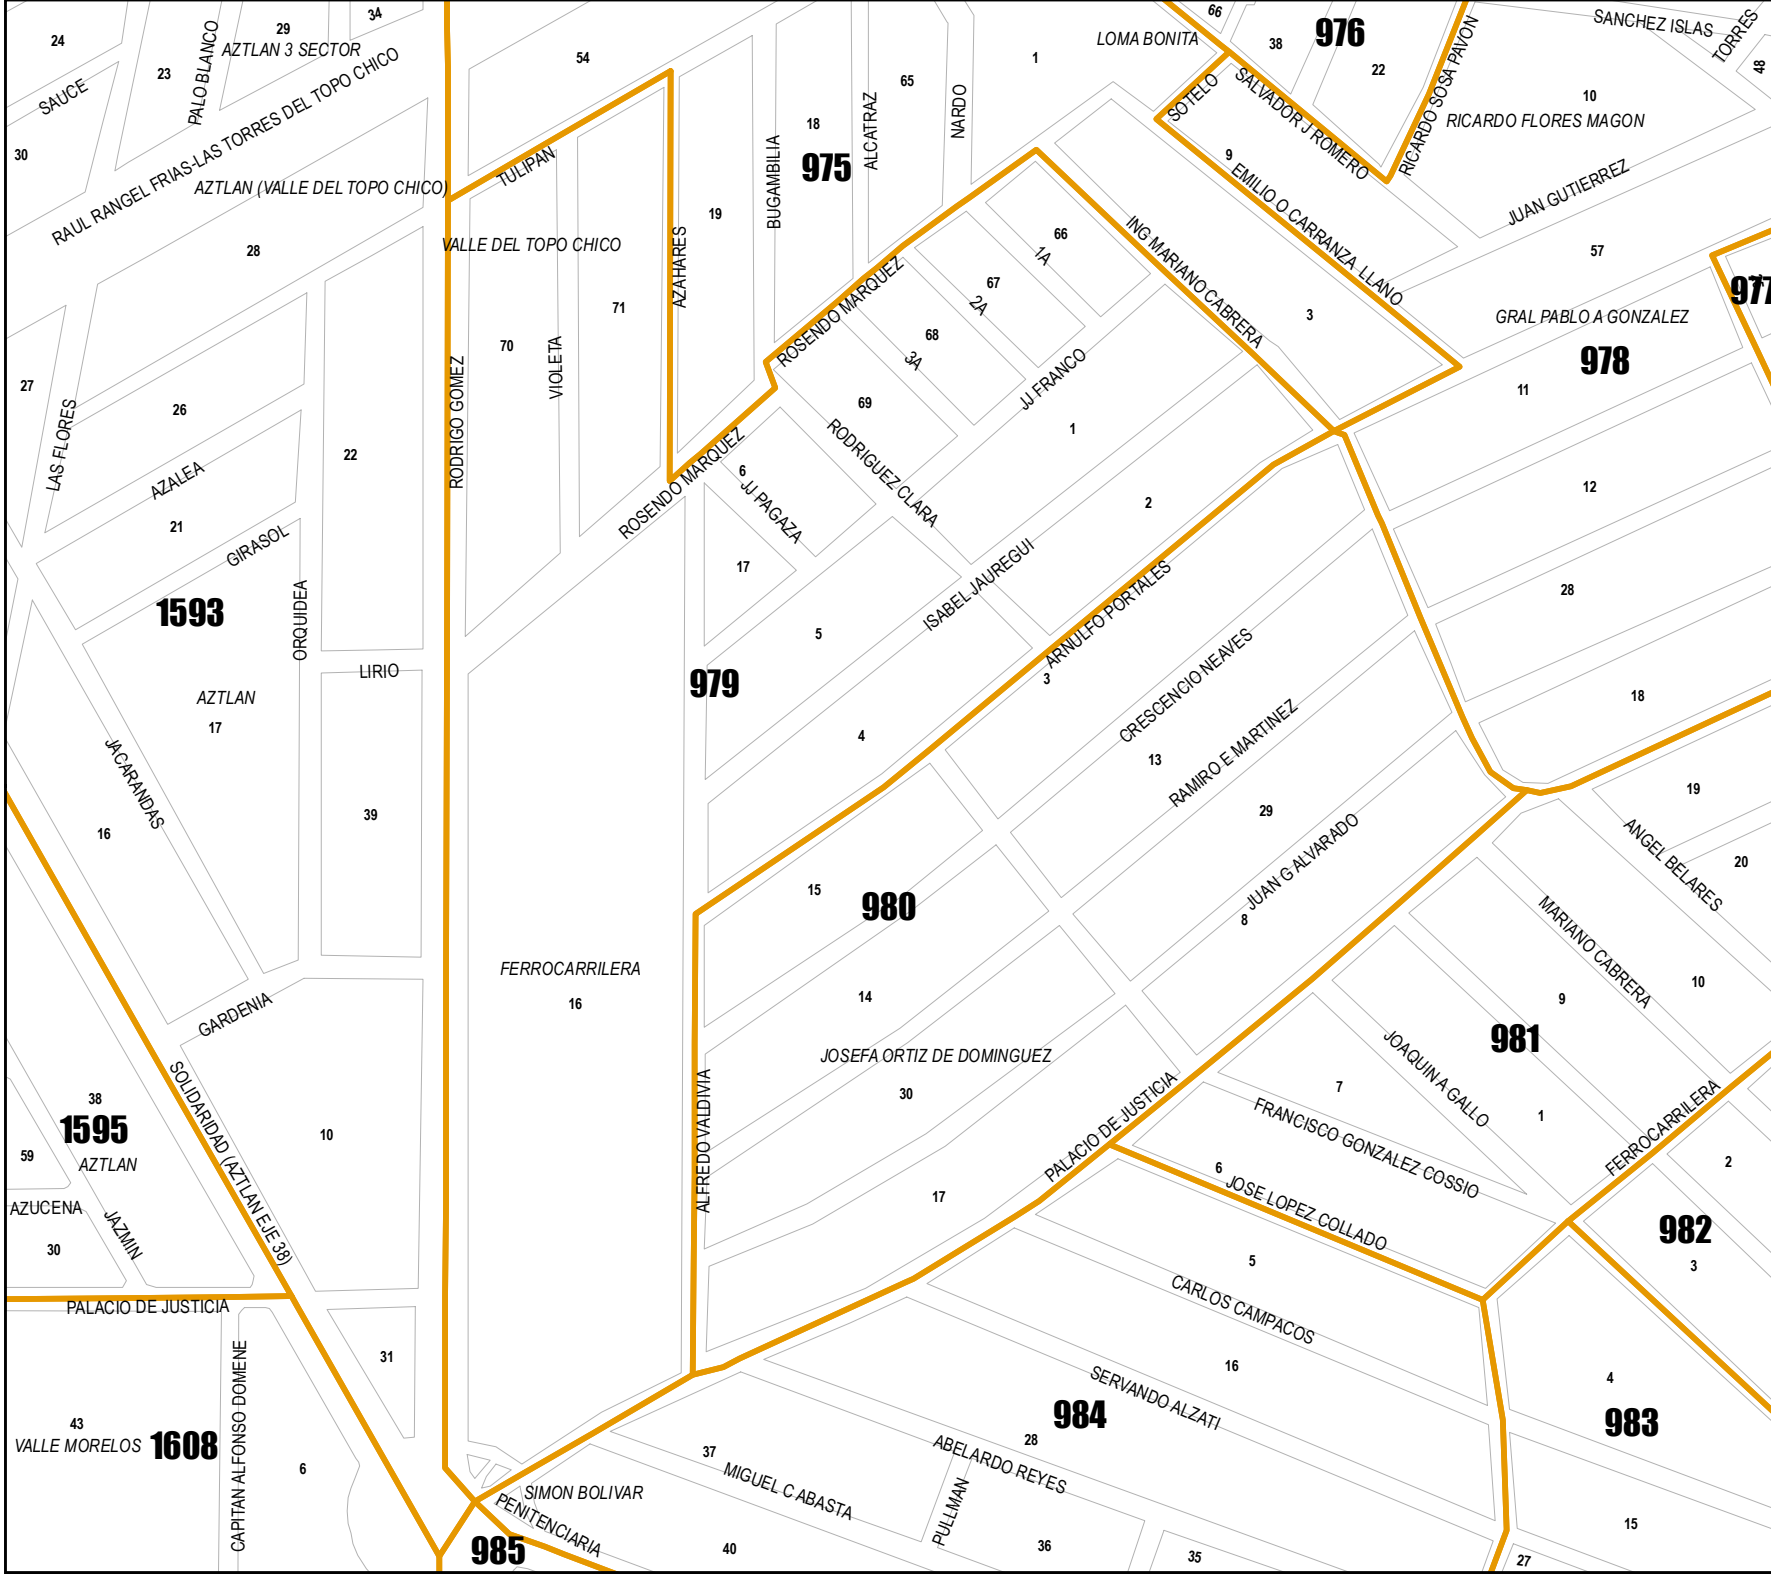 24
29
34
AZTLAN 3 SECTOR
PALO BLANCO
23
SAUCE
30
RAUL RANGEL FRIAS-LAS TORRES DEL TOPO CHICO
AZTLAN (VALLE DEL TOPO CHICO)
28
54
TULIPAN
VALLE DEL TOPO CHICO
18
975
BUGAMBILIA
ALCATRAZ
65
NARDO
1
LOMA BONITA
66
38
976
22
SANCHEZ ISLAS
TORRES
48
10
RICARDO FLORES MAGON
RICARDO SOSA PAVON
SOTELO
SALVADOR J ROMERO
9
EMILIO O CARRANZA LLANO
JUAN GUTIERREZ
57
977
GRAL PABLO A GONZALEZ
978
11
12
28
18
19
AZAHARES
71
70
VIOLETA
RODRIGO GOMEZ
ROSENDO MARQUEZ
66
1A
67
2A
68
3A
69
ING MARIANO CABRERA
3
JJ FRANCO
1
RODRIGUEZ CLARA
2
ROSENDO MARQUEZ
6
JJ PAGAZA
17
5
ISABEL JAUREGUI
979
4
ARNULFO PORTALES
3
27
LAS FLORES
26
AZALEA
21
GIRASOL
22
1593
ORQUIDEA
LIRIO
AZTLAN
17
JACARANDAS
16
39
GARDENIA
FERROCARRILERA
16
CRESCENCIO NEAVES
13
RAMIRO E MARTINEZ
29
JUAN G ALVARADO
8
15
980
14
JOSEFA ORTIZ DE DOMINGUEZ
30
17
ALFREDO VALDIVIA
PALACIO DE JUSTICIA
19
ANGEL BELARES
20
MARIANO CABRERA
10
9
981
JOAQUIN A GALLO
7
1
FRANCISCO GONZALEZ COSSIO
FERROCARRILERA
2
6
JOSE LOPEZ COLLADO
982
3
5
CARLOS CAMPACOS
16
SERVANDO ALZATI
984
28
ABELARDO REYES
4
983
15
27
38
1595
59
AZTLAN
AZUCENA
30
JAZMIN
SOLIDARIDAD (AZTLAN EJE 38)
10
PALACIO DE JUSTICIA
31
CAPITAN ALFONSO DOMENE
43
VALLE MORELOS
1608
6
37
MIGUEL C ABASTA
SIMON BOLIVAR
PENITENCIARIA
985
40
PULLMAN
36
35